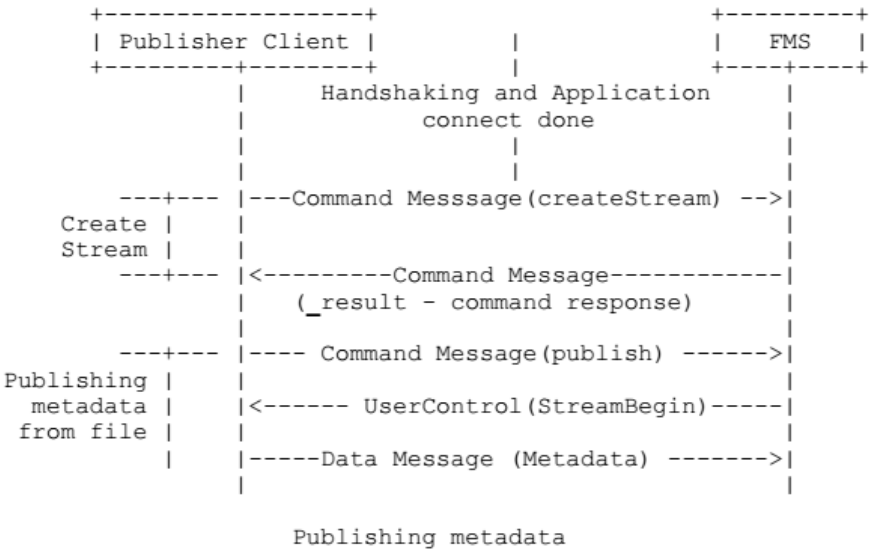 Publisher Client | | FMS
Handshaking and Application
connect done
---Command Messsage(createStream) -->
Create
Stream
<---------Command Message------------
(_result - command response)
---- Command Message(publish) ------>
Publishing
metadata
<------ UserControl(StreamBegin)-----
from file
-----Data Message (Metadata) ------->
Publishing metadata